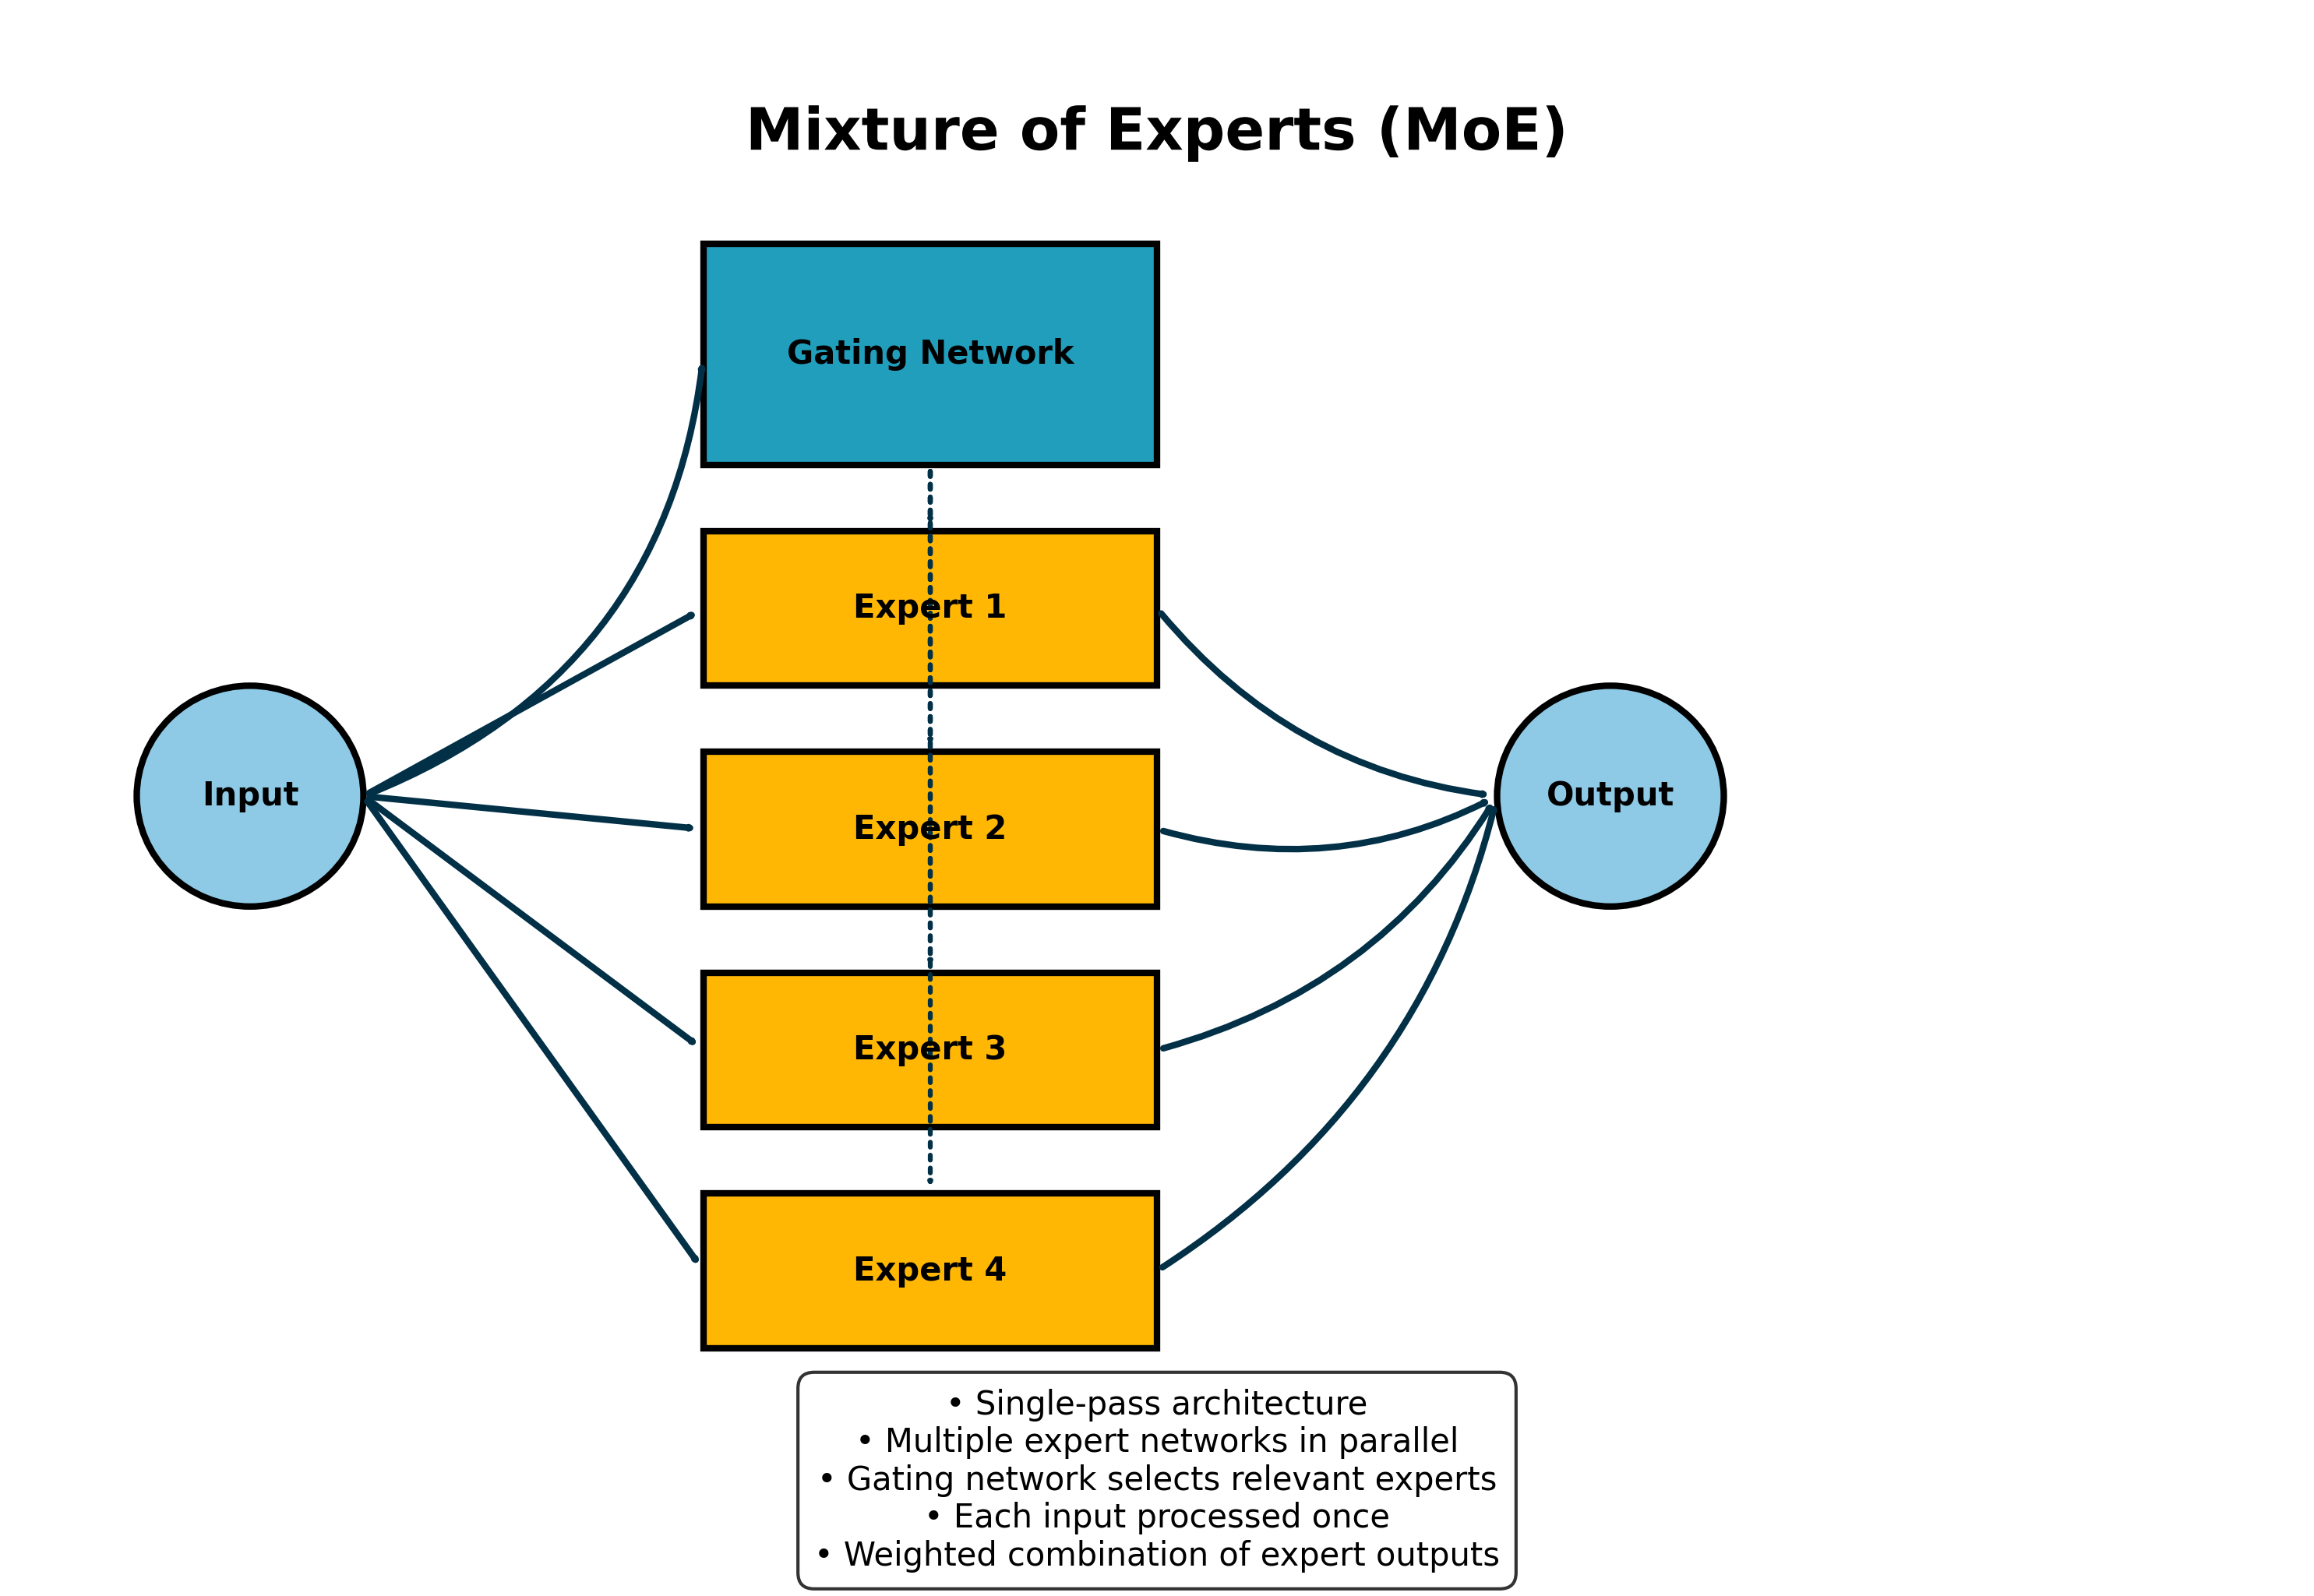 Mixture of Experts (MoE)
Gating Network
Expert 1
Input
Output
Expert 2
Expert 3
Expert 4
• Single-pass architecture
• Multiple expert networks in parallel
• Gating network selects relevant experts
• Each input processed once
• Weighted combination of expert outputs